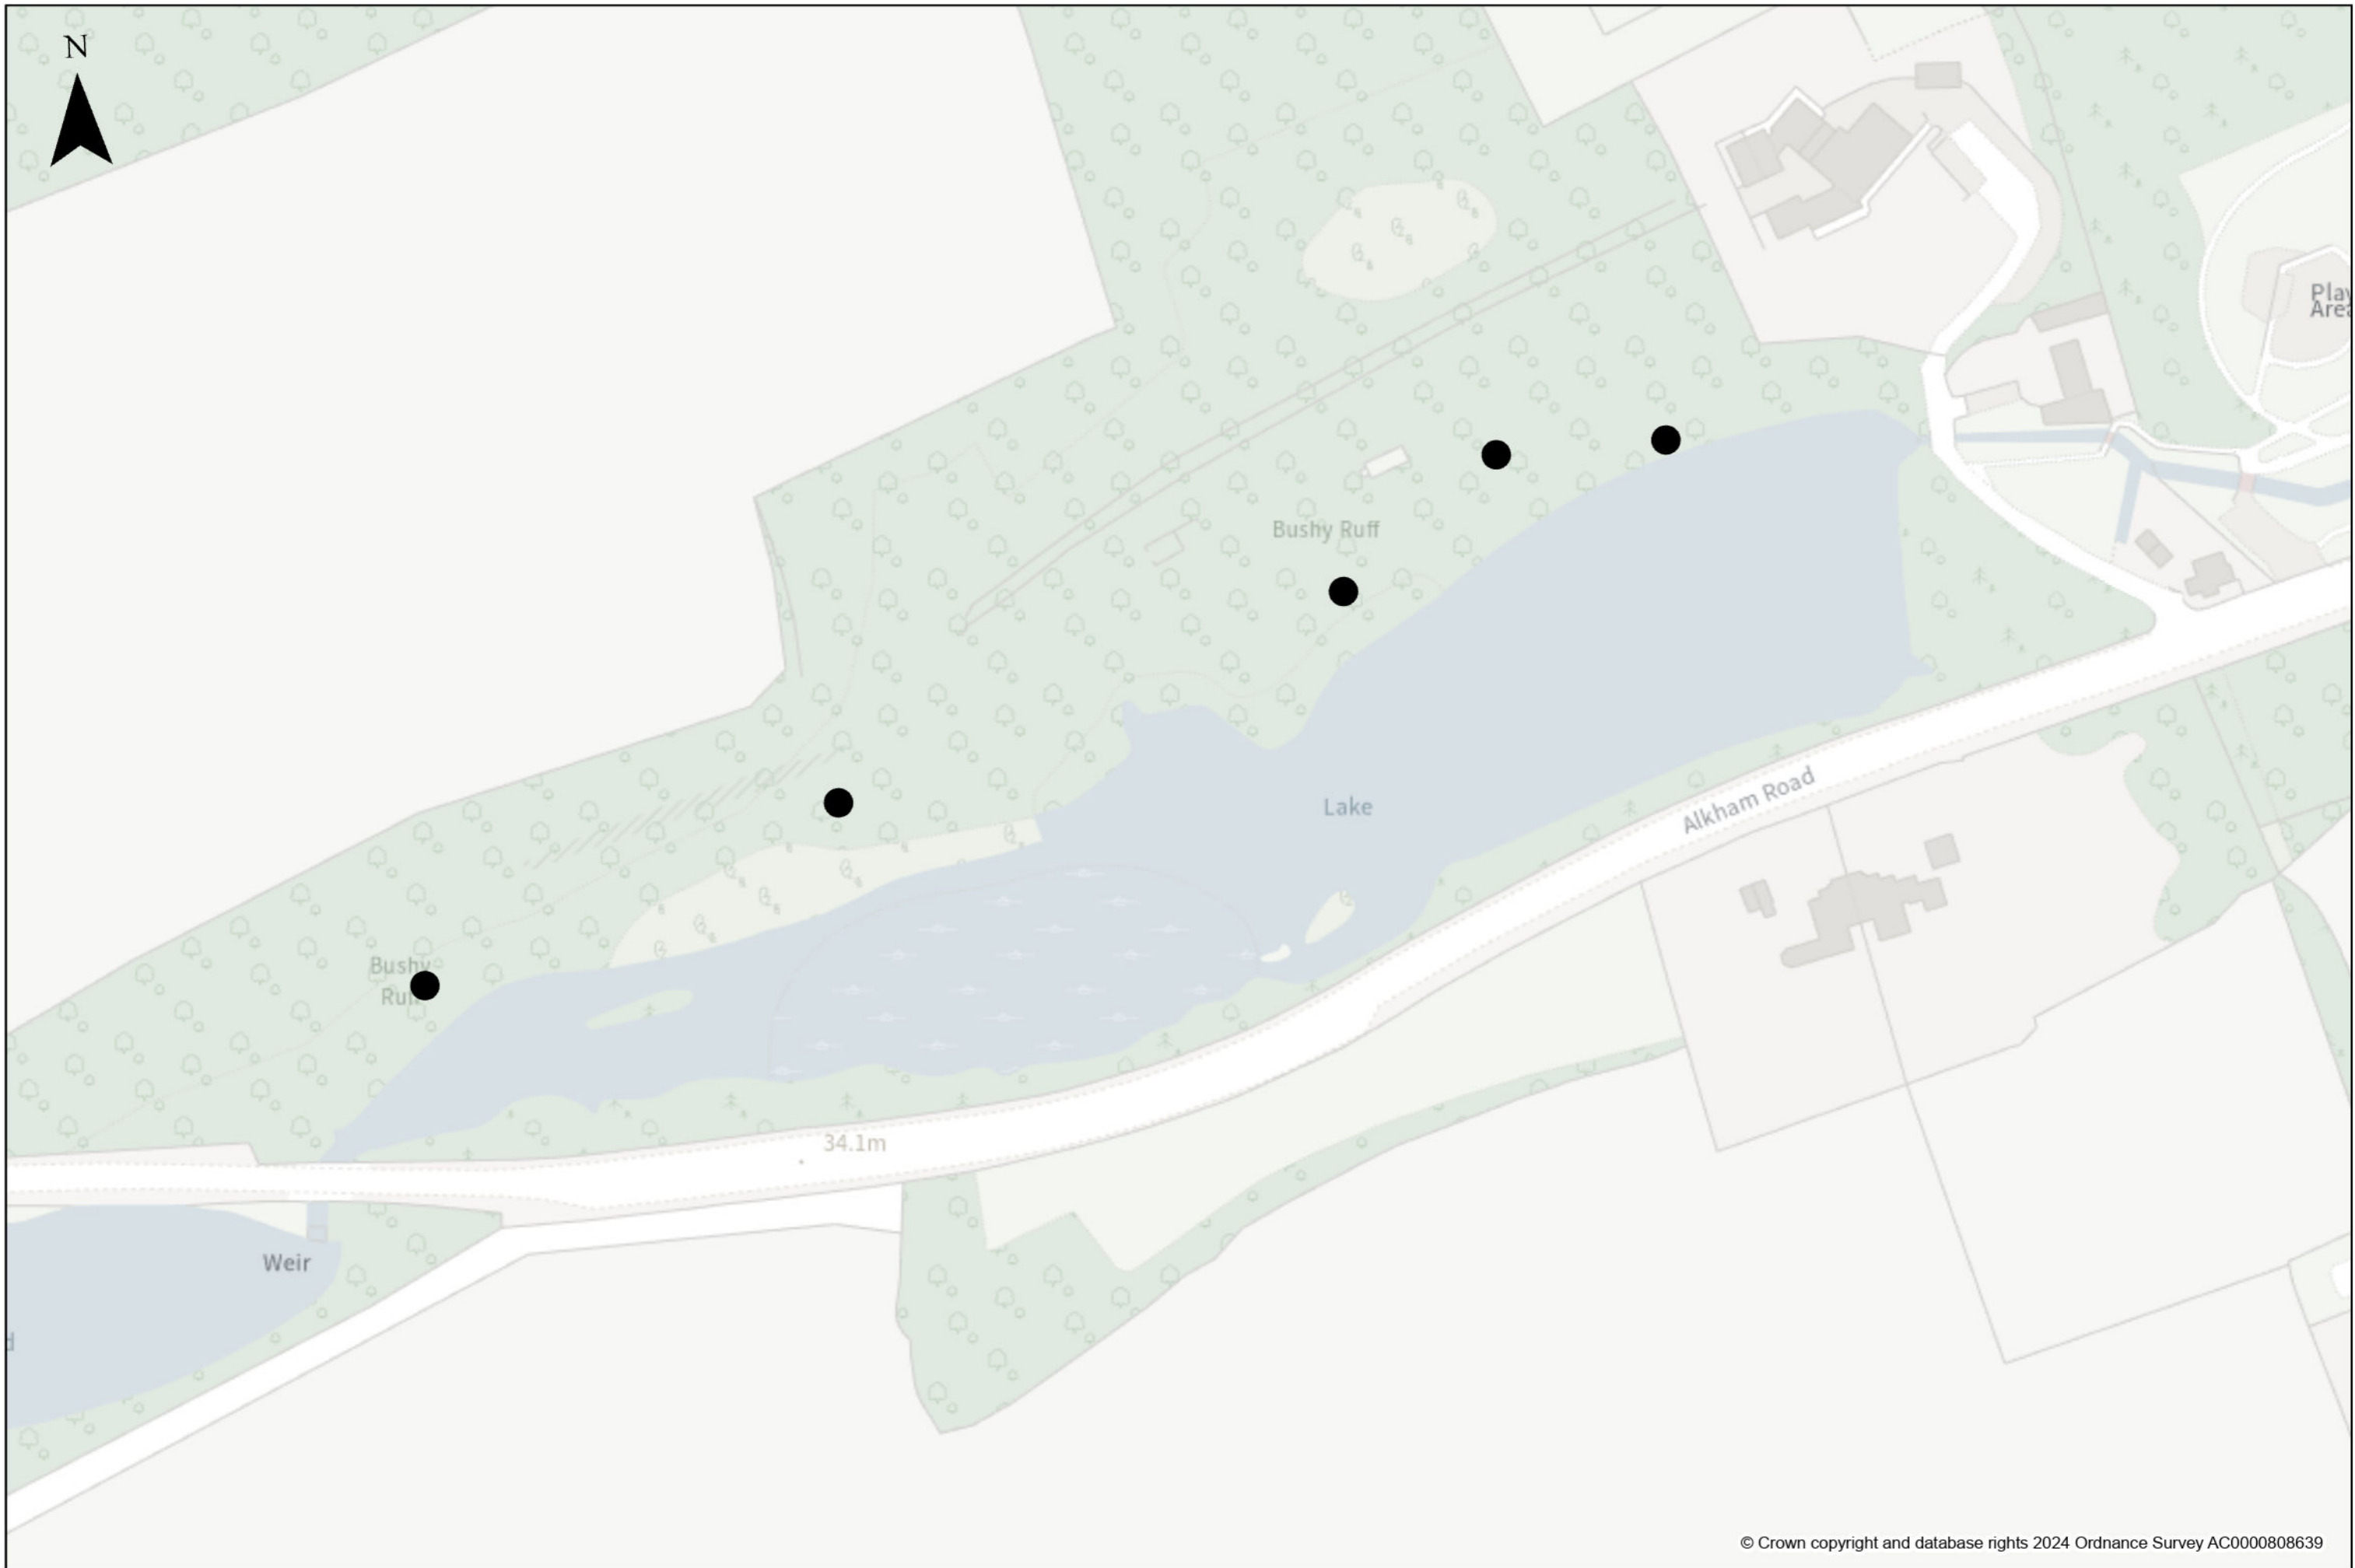 N
Play
Area
Bushy Ruff
Alkham Road
Lake
Bushy
Ruff
34.1m
Weir
d
© Crown copyright and database rights 2024 Ordnance Survey AC0000808639